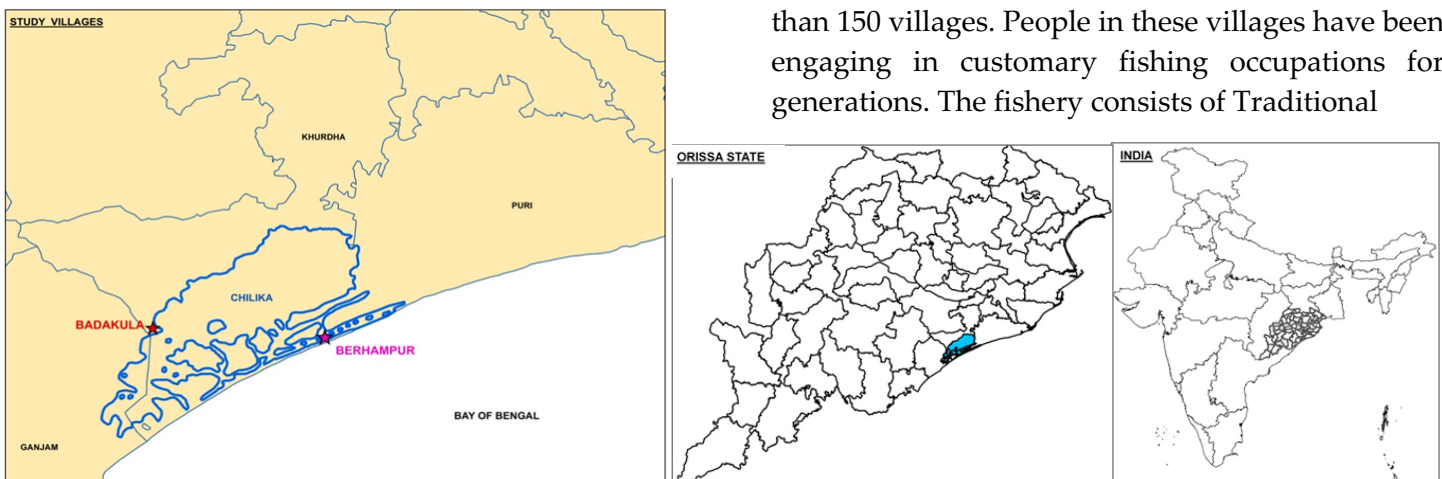 than 150 villages. People in these villages have been
engaging in customary fishing occupations for
generations. The fishery consists of Traditional
STUDY VILLAGES
KHURDHA
PURI
CHILIKA
BADAKULA
BERHAMPUR
BAY OF BENGAL
GANJAM
ORISSA STATE
INDIA